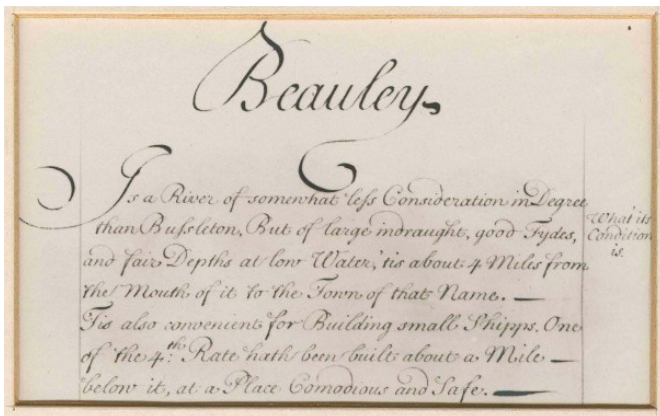 Beauley
Is a River of somewhat less Consideration in Degree
than Bussleton, But of large indraught, good Tydes,
and fair Depths at low Water, tis about 4 Miles from
the Mouth of it to the Town of that Name. —
Tis also convenient for Building small Shipps. One
of the 4th: Rate hath been built about a Mile —
below it, at a Place Comodious and Safe. —
What its
Condition
is.